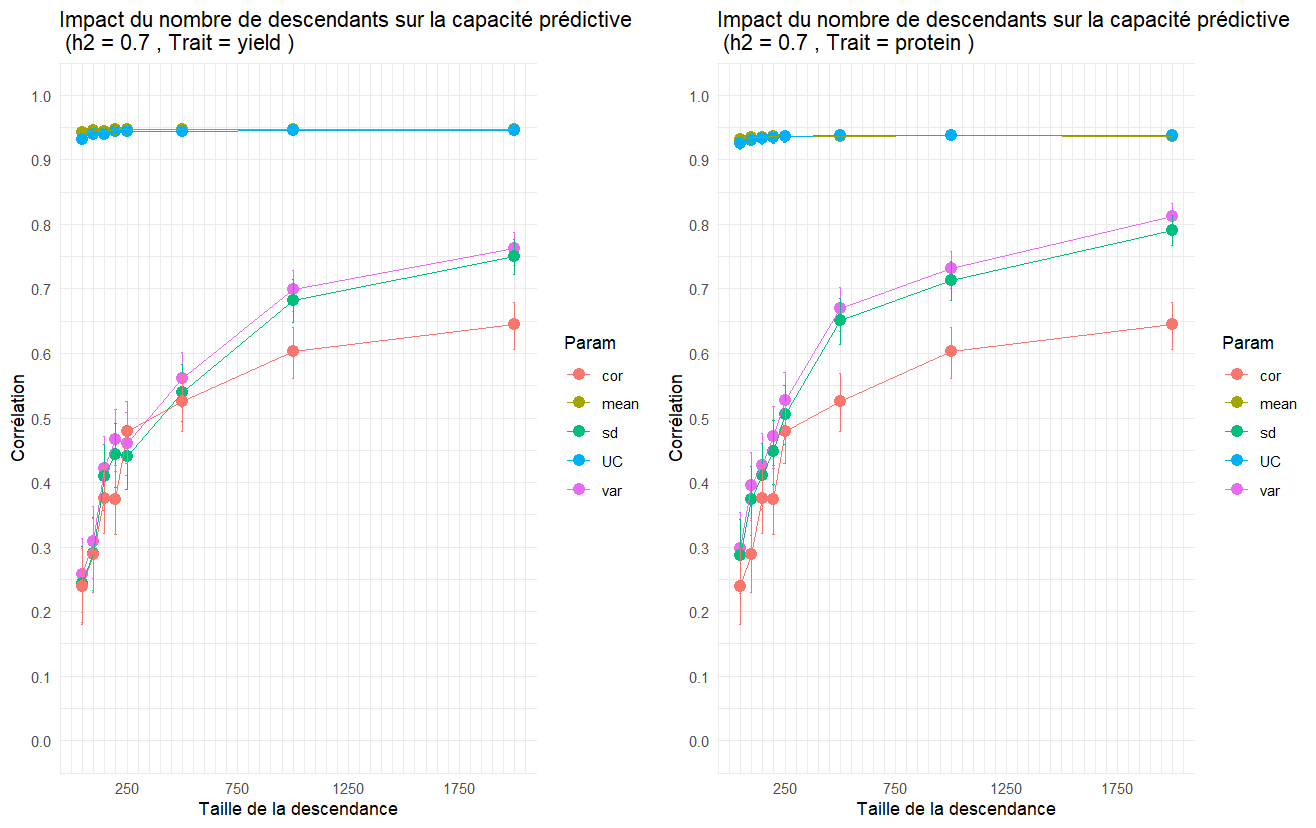 Impact du nombre de descendants sur la capacité prédictive
(h2 = 0.7 , Trait = yield )
Corrélation
1.0
0.9
0.8
0.7
0.6
0.5
0.4
0.3
0.2
0.1
0.0
250
750
1250
1750
Taille de la descendance
Param
cor
mean
sd
UC
var
Impact du nombre de descendants sur la capacité prédictive
(h2 = 0.7 , Trait = protein )
Corrélation
1.0
0.9
0.8
0.7
0.6
0.5
0.4
0.3
0.2
0.1
0.0
250
750
1250
1750
Taille de la descendance
Param
cor
mean
sd
UC
var